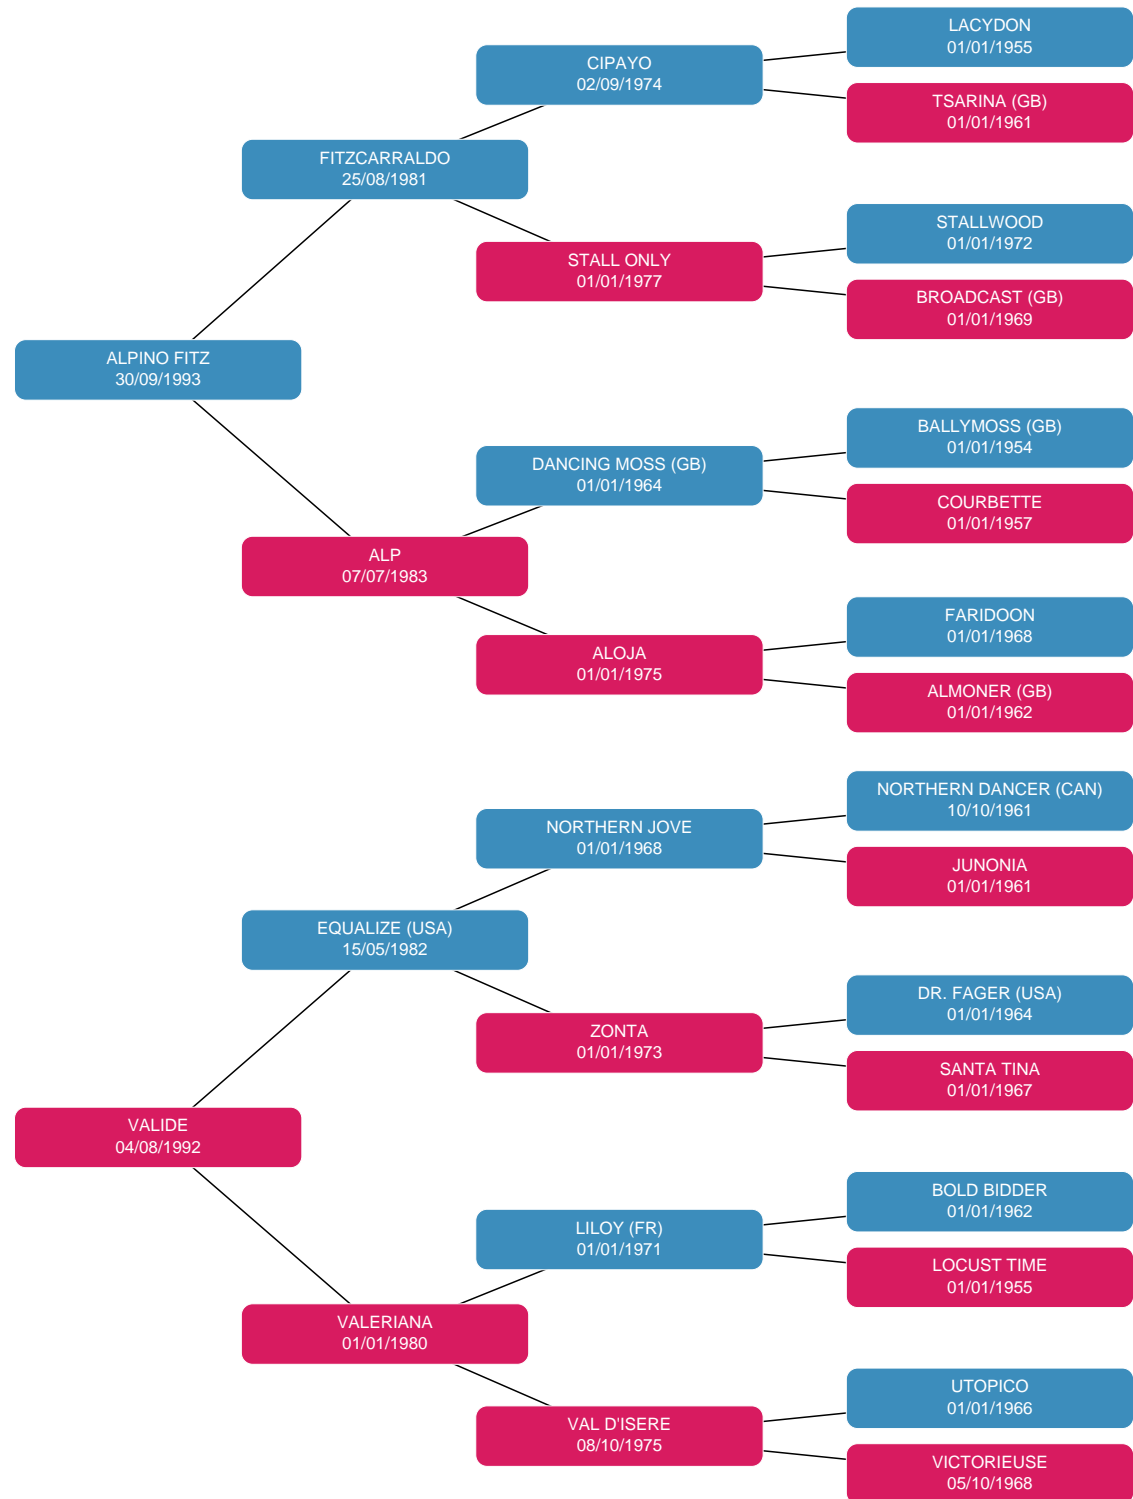 LACYDON
01/01/1955
CIPAYO
02/09/1974
TSARINA (GB)
01/01/1961
FITZCARRALDO
25/08/1981
STALLWOOD
01/01/1972
STALL ONLY
01/01/1977
BROADCAST (GB)
01/01/1969
ALPINO FITZ
30/09/1993
BALLYMOSS (GB)
01/01/1954
DANCING MOSS (GB)
01/01/1964
COURBETTE
01/01/1957
ALP
07/07/1983
FARIDOON
01/01/1968
ALOJA
01/01/1975
ALMONER (GB)
01/01/1962
NORTHERN DANCER (CAN)
10/10/1961
NORTHERN JOVE
01/01/1968
JUNONIA
01/01/1961
EQUALIZE (USA)
15/05/1982
DR. FAGER (USA)
01/01/1964
ZONTA
01/01/1973
SANTA TINA
01/01/1967
VALIDE
04/08/1992
BOLD BIDDER
01/01/1962
LILOY (FR)
01/01/1971
LOCUST TIME
01/01/1955
VALERIANA
01/01/1980
UTOPICO
01/01/1966
VAL D'ISERE
08/10/1975
VICTORIEUSE
05/10/1968